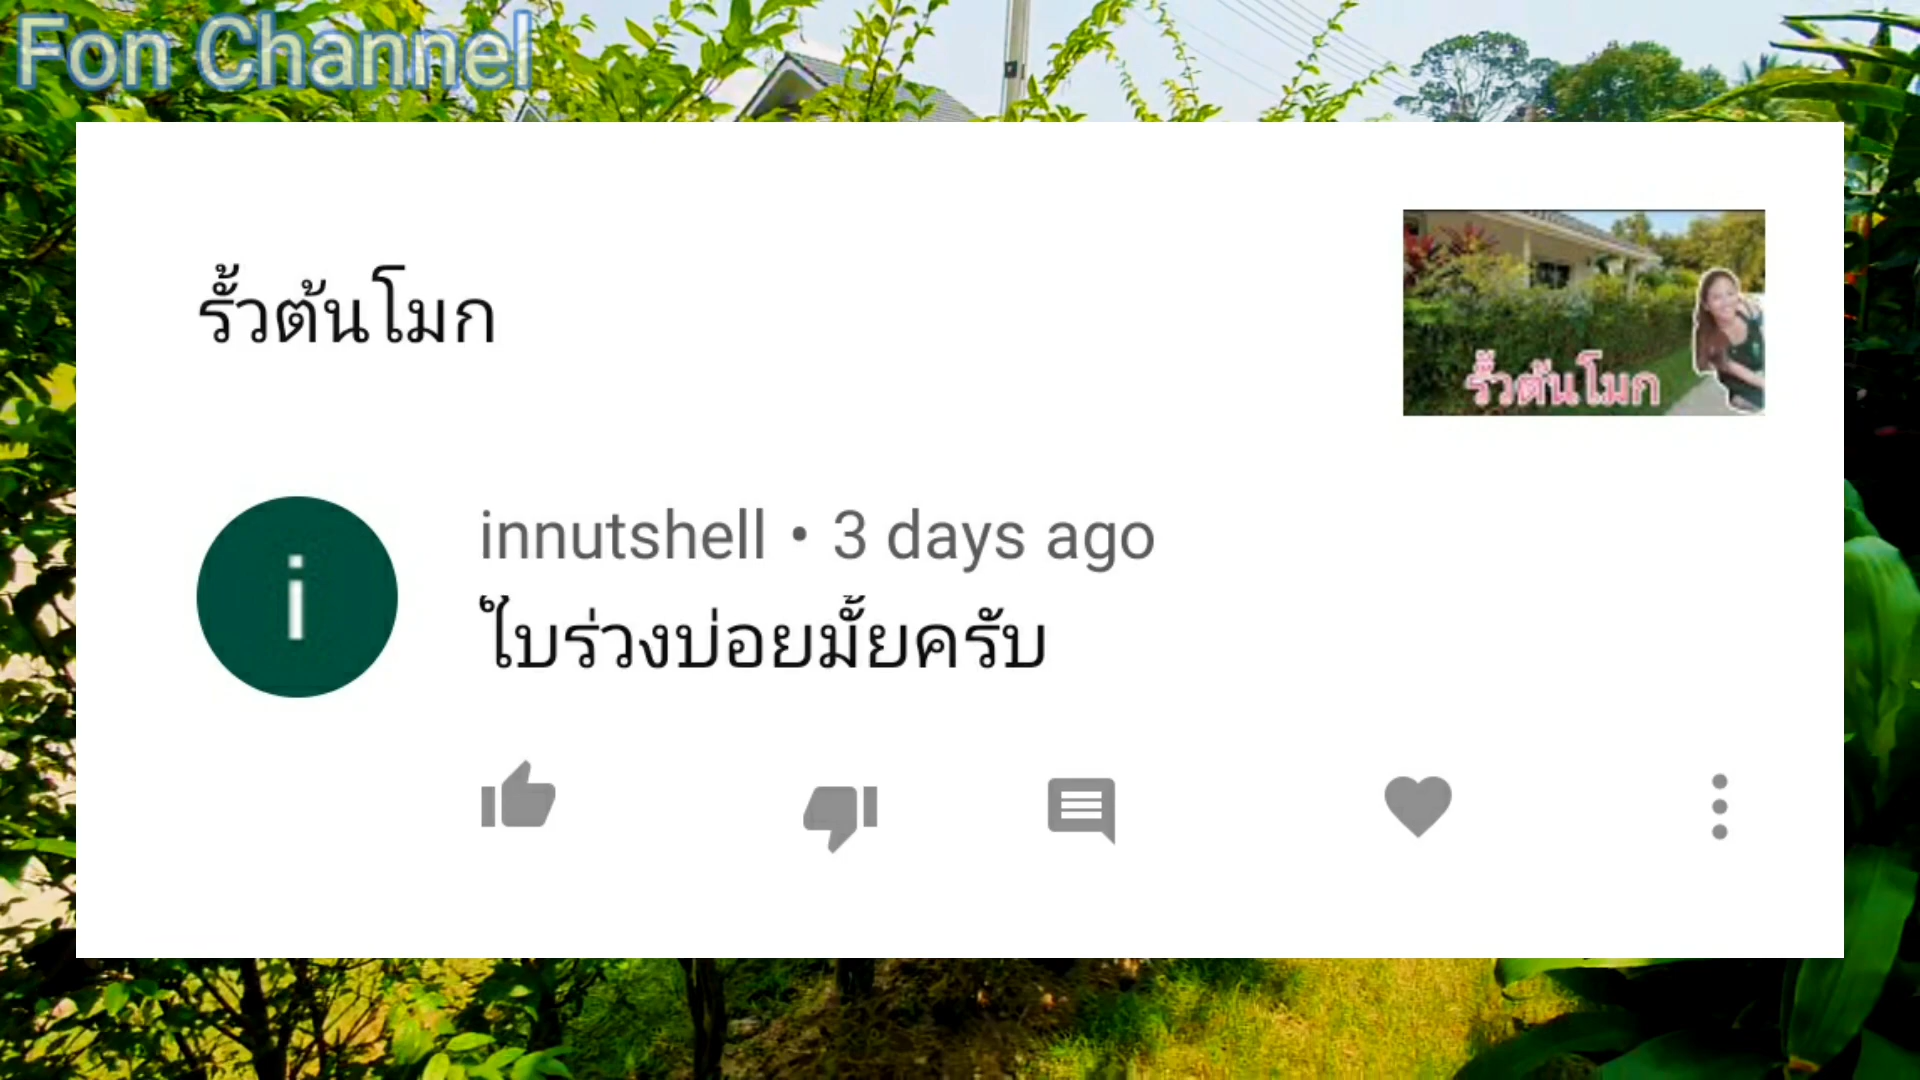 Fon Channel
รั้วต้นโมก
รั้วต้นโมก
i
innutshell • 3 days ago
ไบร่วงบ่อยมั้ยครับ